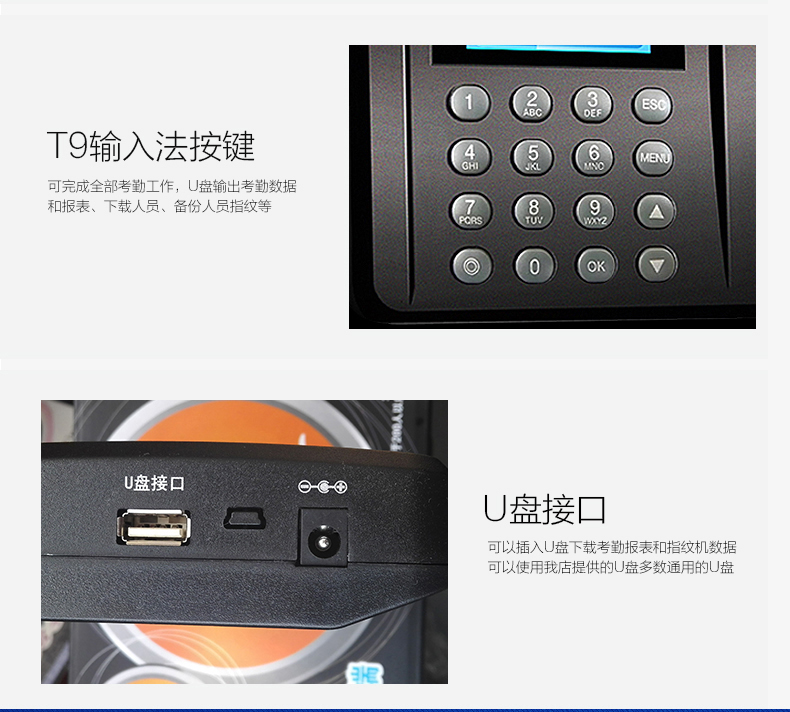 T9输入法按键
可完成全部考勤工作，U盘输出考勤数据
和报表、下载人员、备份人员指纹等
1
2
ABC
3
DEF
ESC
4
GHI
5
JKL
6
MNO
MENU
7
PQRS
8
TUV
9
WXYZ
0
OK
U盘接口
U盘接口
可以插入U盘下载考勤报表和指纹机数据
可以使用我店提供的U盘多数通用的U盘